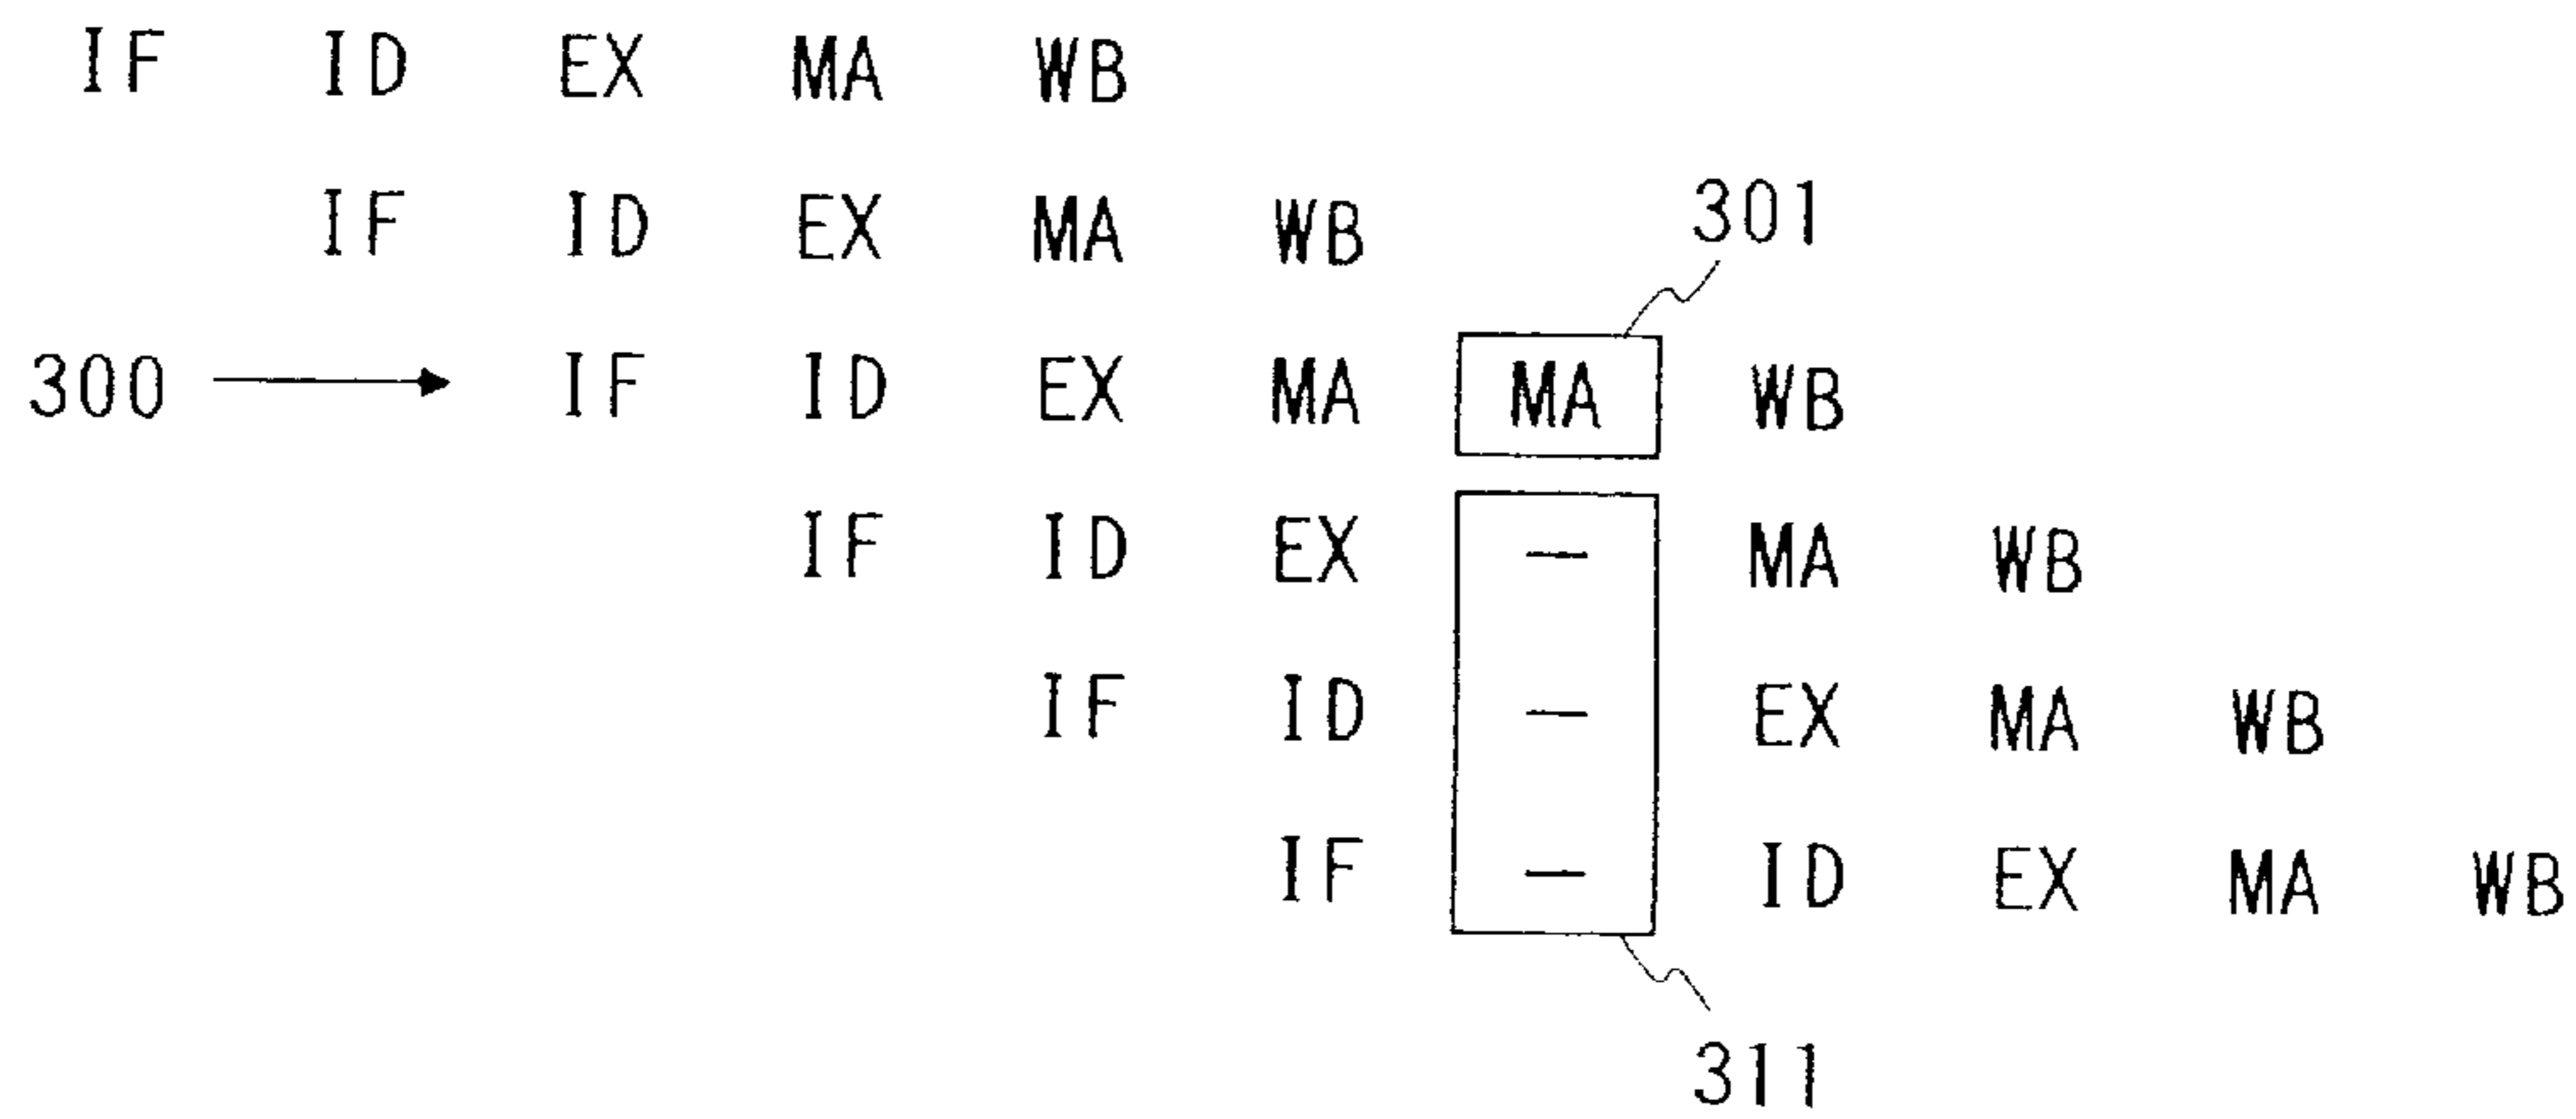 IF ID EX MA WB
IF ID EX MA WB
301
300 IF ID EX MA MA WB
IF ID EX — MA WB
IF ID — EX MA WB
IF — ID EX MA WB
311